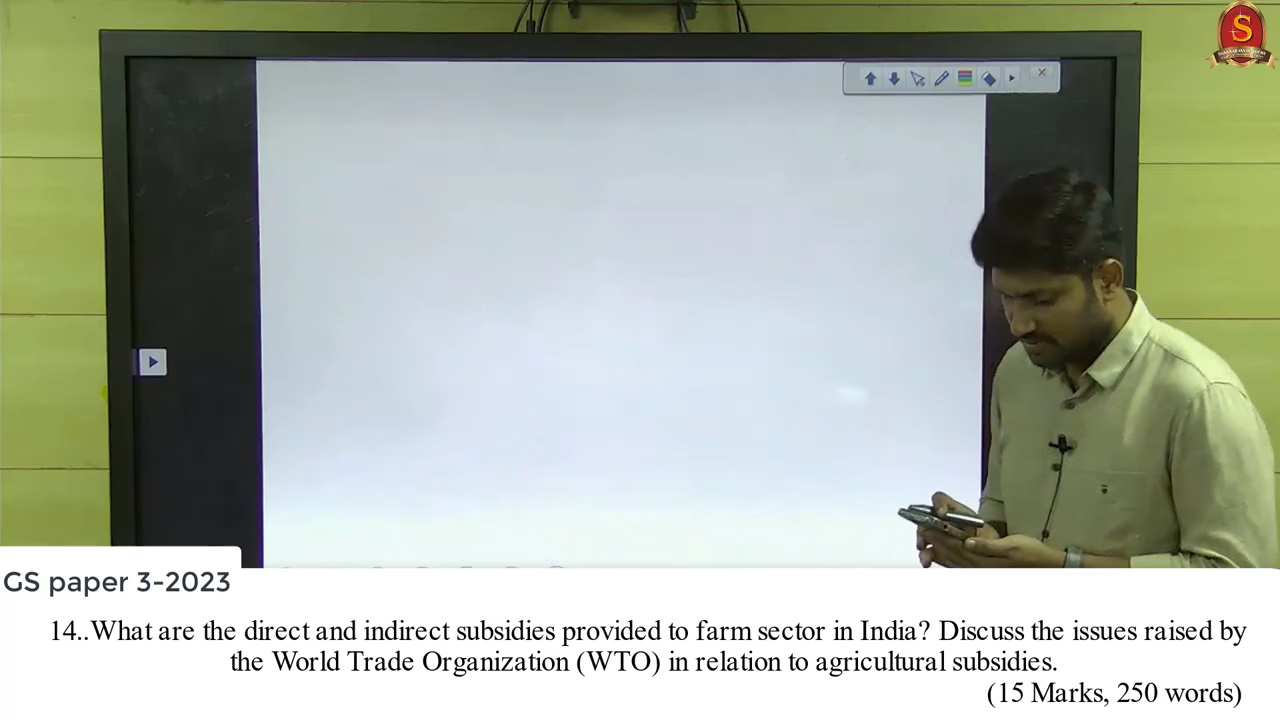 S
GS paper 3-2023
14..What are the direct and indirect subsidies provided to farm sector in India? Discuss the issues raised by
the World Trade Organization (WTO) in relation to agricultural subsidies.
(15 Marks, 250 words)